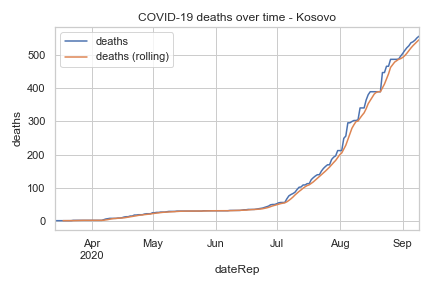 COVID-19 deaths over time - Kosovo
deaths
deaths (rolling)
500
400
300
200
100
0
deaths
Apr
2020
May
Jun
Jul
Aug
Sep
dateRep